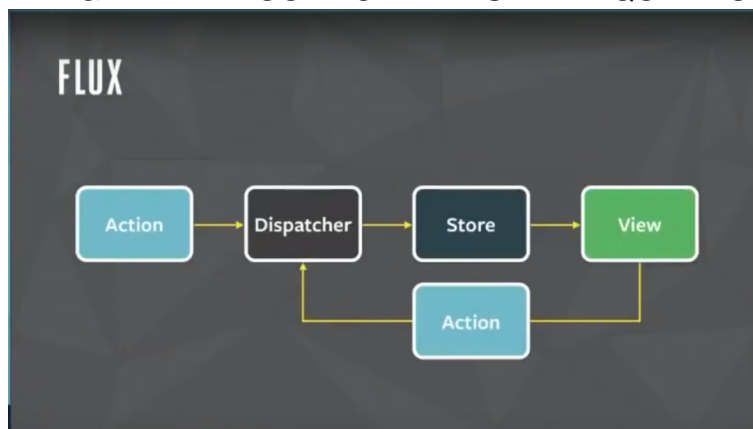 FLUX
Action
Dispatcher
Store
View
Action